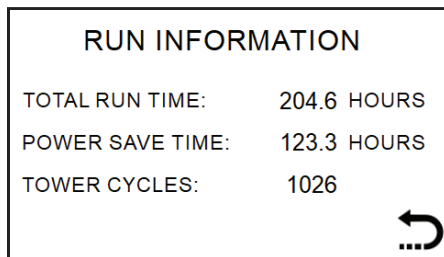 RUN INFORMATION
TOTAL RUN TIME: 204.6 HOURS
POWER SAVE TIME: 123.3 HOURS
TOWER CYCLES: 1026